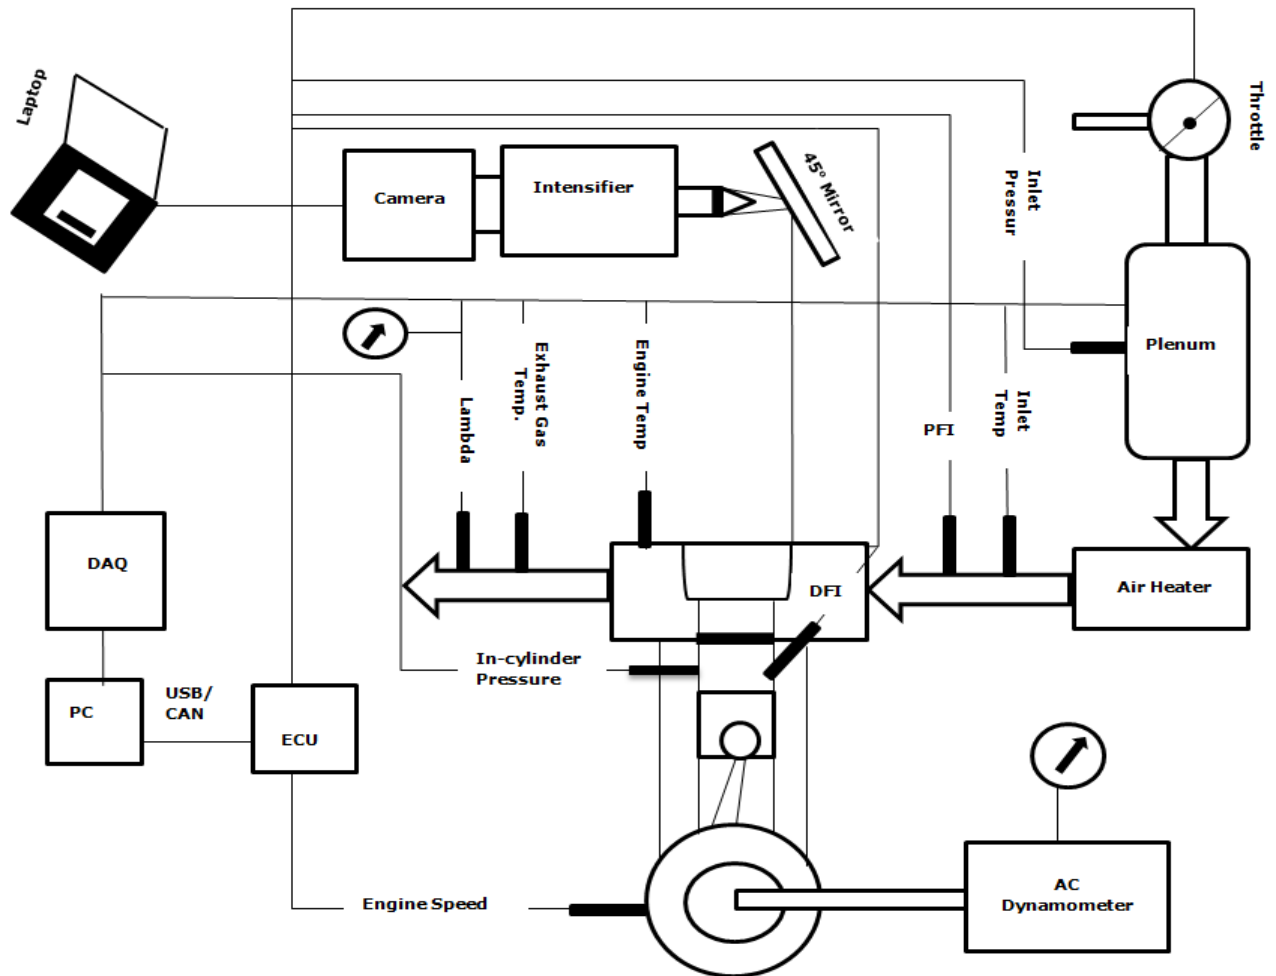 Laptop
Throttle
Camera
Intensifier
45° Mirror
Inlet
Pressur
Plenum
Lambda
Exhaust Gas
Temp.
Engine Temp
PFI
Inlet
Temp
DAQ
DFI
Air Heater
In-cylinder
Pressure
PC
USB/
CAN
ECU
Engine Speed
AC
Dynamometer